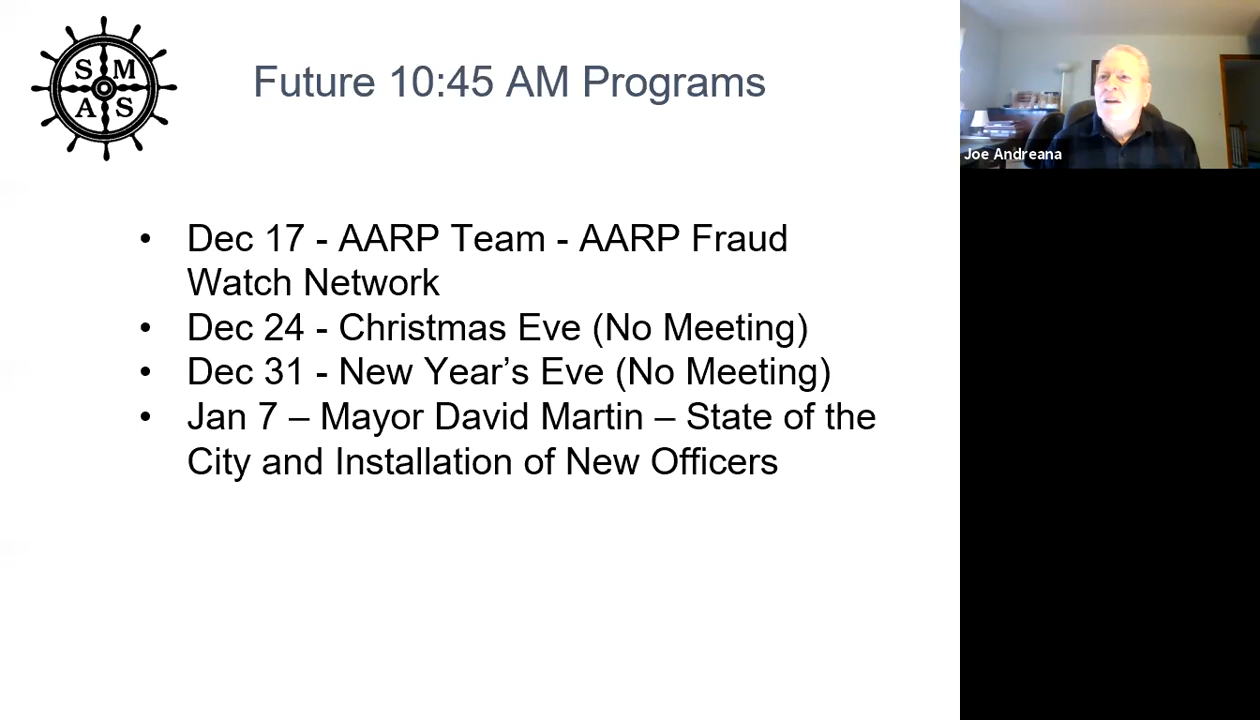 S M
A S
Future 10:45 AM Programs
Joe Andreana
• Dec 17 - AARP Team - AARP Fraud
Watch Network
• Dec 24 - Christmas Eve (No Meeting)
• Dec 31 - New Year’s Eve (No Meeting)
• Jan 7 – Mayor David Martin – State of the
City and Installation of New Officers